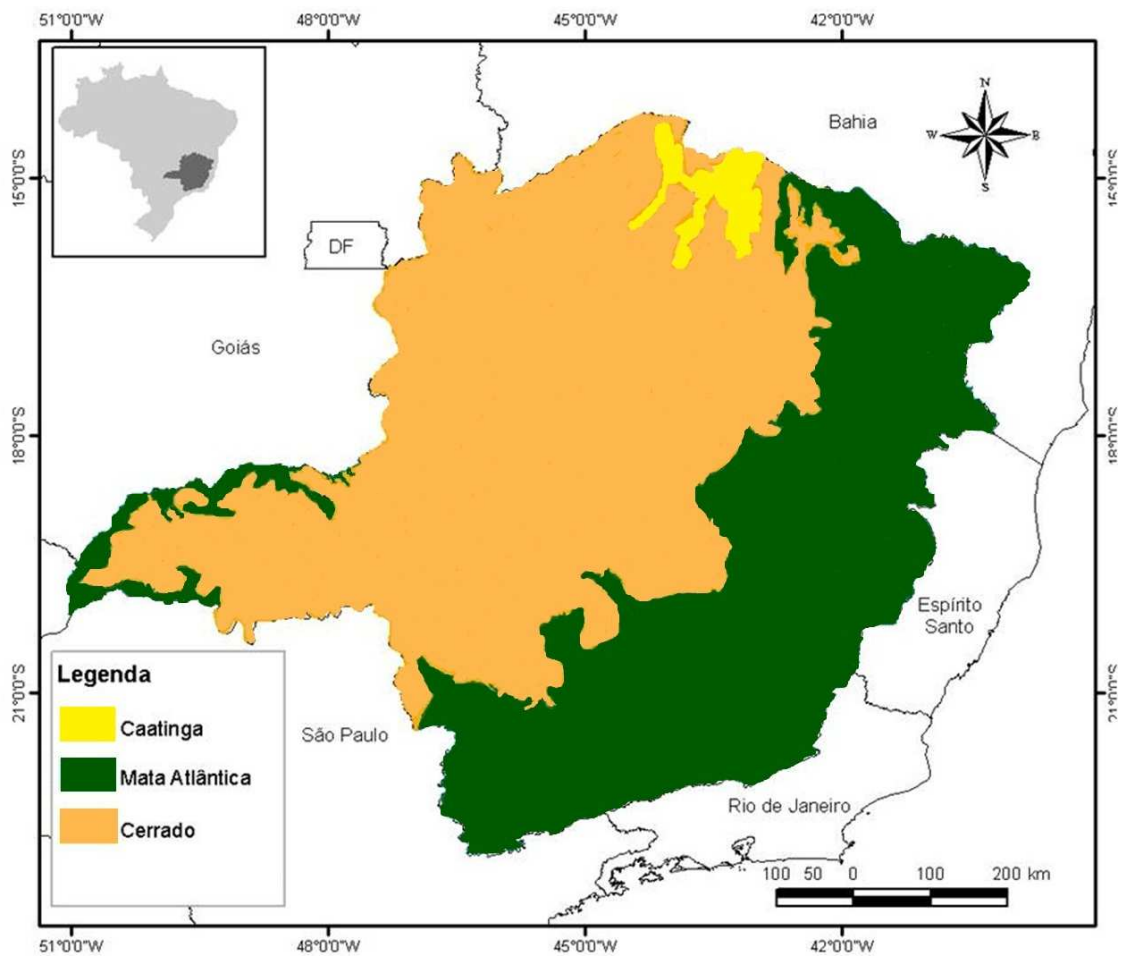 51°0'0"W 48°0'0"W 45°0'0"W 42°0'0"W
N
W E
S
Bahia
15°0'0"S 15°0'0"S
DF
Goiás
18°0'0"S 18°0'0"S
Espírito
Santo
Legenda
Caatinga
Mata Atlântica
Cerrado
21°0'0"S 21°0'0"S
São Paulo
Rio de Janeiro
100 50 0 100 200 km
51°0'0"W 48°0'0"W 45°0'0"W 42°0'0"W